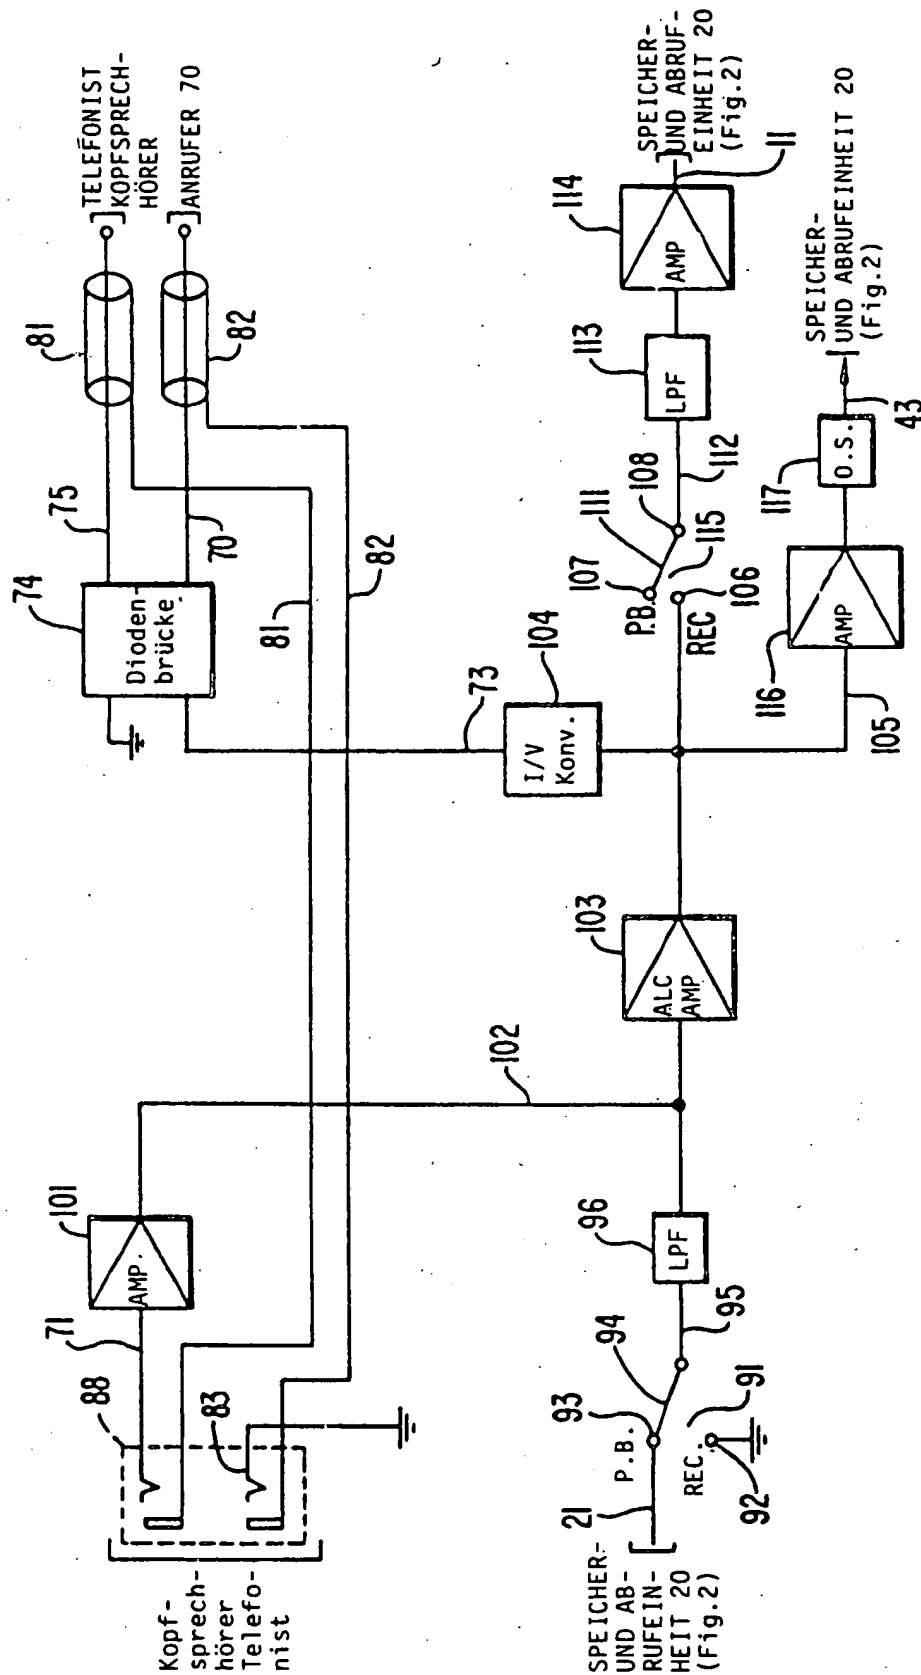 TELEFONIST
KOPFSPRECH-
HÖRER
ANRUFER 70
81
82
75
70
74
Dioden-
brücke
81
82
73
I/V
Konv.
104
SPEICHER-
UND ABRUF-
EINHEIT 20
(Fig.2)
11
114
AMP
113
LPF
112
108
111
107
115
P.B.
REC
106
SPEICHER-
UND ABRUFEINHEIT 20
(Fig.2)
43
117
O.S.
116
AMP
105
103
ALC
AMP
102
101
AMP.
71
88
83
Kopf-
sprech-
hörer
Telefo-
nist
96
LPF
95
94
93
91
P.B.
REC.
92
21
SPEICHER-
UND AB-
RUFEIN-
HEIT 20
(Fig.2)